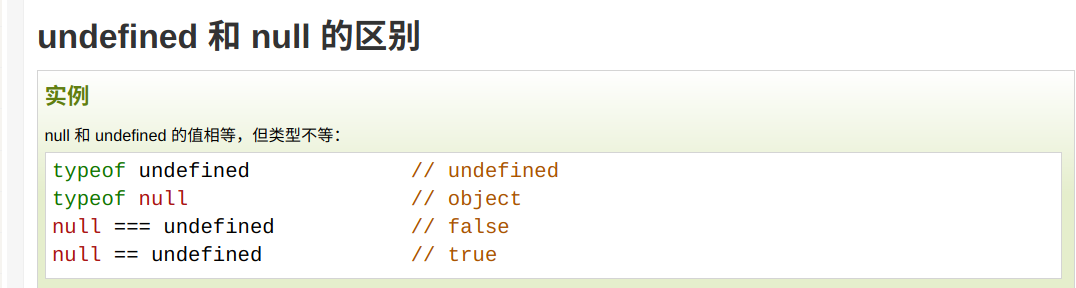 undefined 和 null 的区别
实例
null 和 undefined 的值相等，但类型不等：
typeof undefined             // undefined
typeof null                  // object
null === undefined           // false
null == undefined            // true